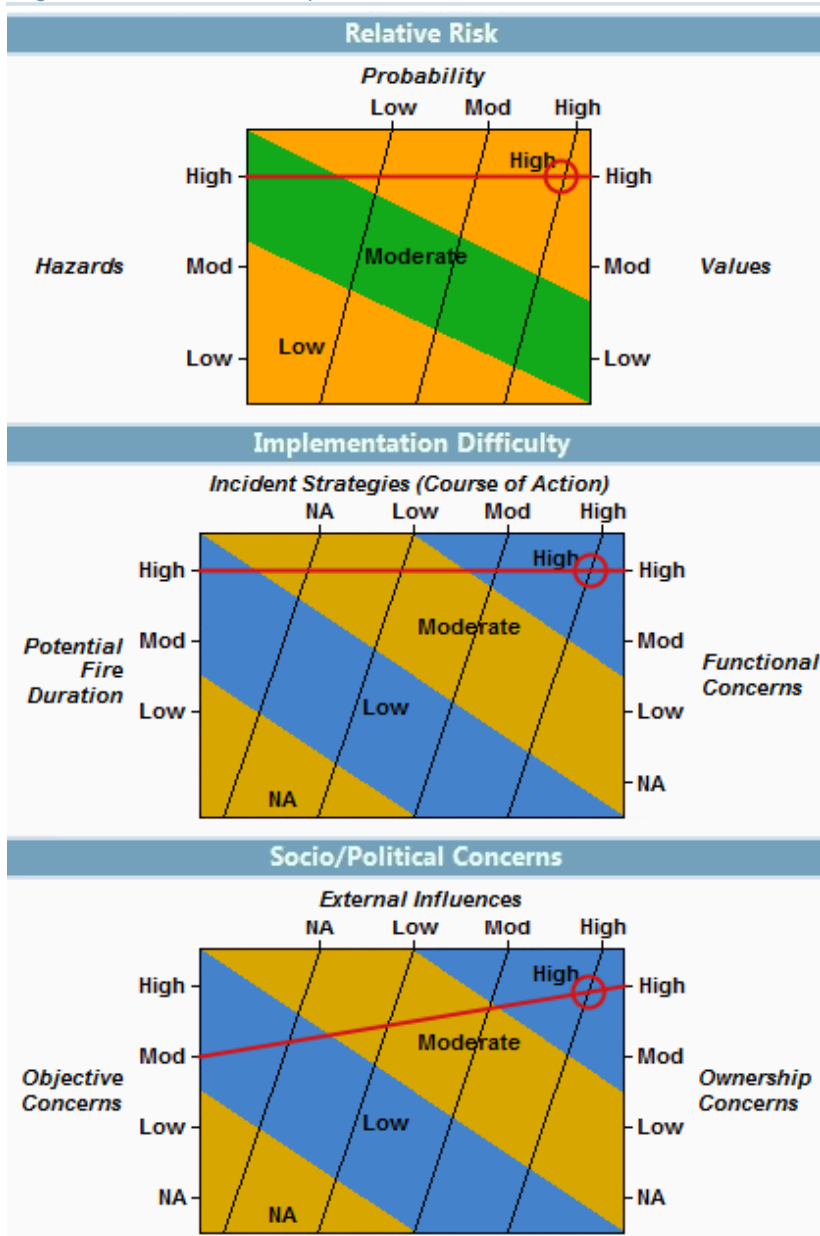 Relative Risk
Probability
Low Mod High
High High High
Hazards Mod Moderate Mod Values
Low Low Low
Implementation Difficulty
Incident Strategies (Course of Action)
NA Low Mod High
High High High
Potential Fire Duration
Mod Moderate Mod
Functional Concerns
Low Low Low
NA NA
Socio/Political Concerns
External Influences
NA Low Mod High
High High High
Mod Moderate Mod
Objective Concerns
Ownership Concerns
Low Low Low
NA NA NA